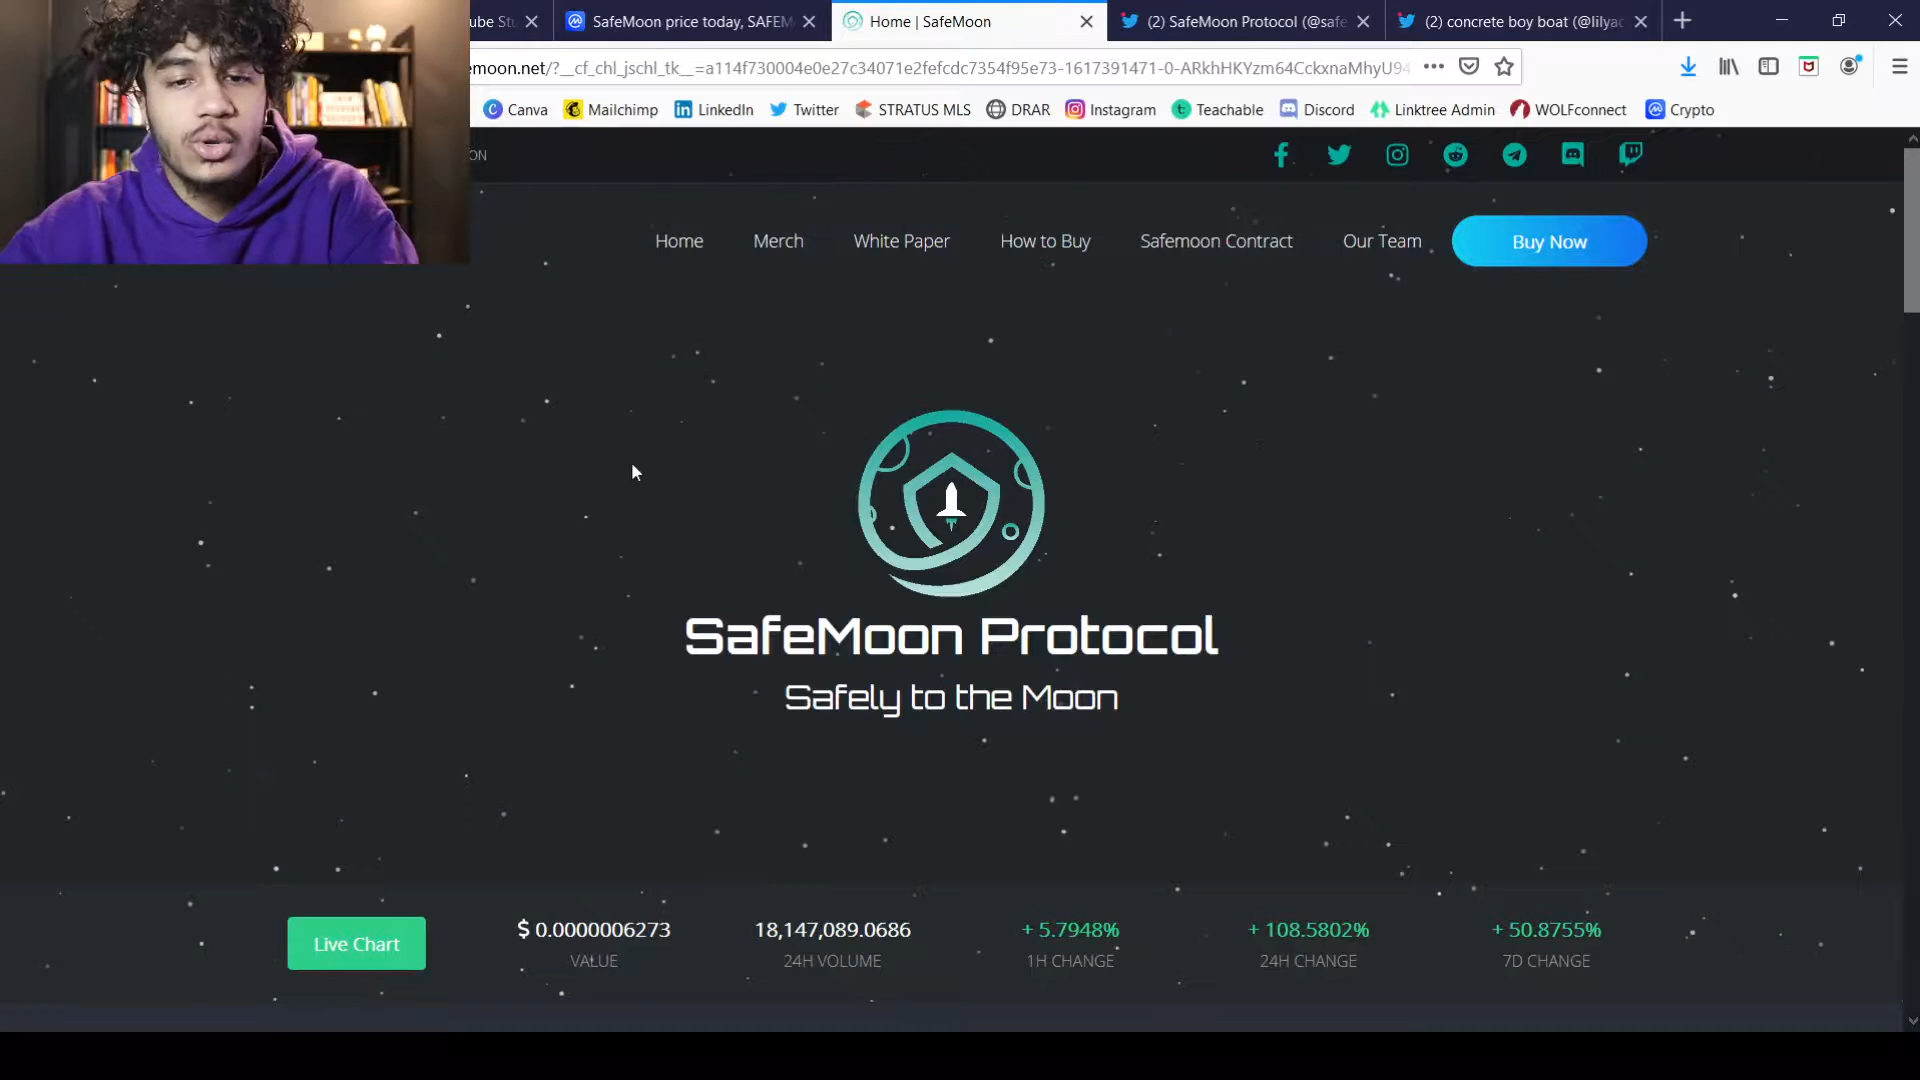 ube Stu
SafeMoon price today, SAFEM
Home | SafeMoon
(2) SafeMoon Protocol (@safe
(2) concrete boy boat (@lilyac
emoon.net/?__cf_chl_jschl_tk__=a114f730004e0e27c34071e2fefcdc7354f95e73-1617391471-0-ARkhHKYzm64CckxnaMhyU94
Canva
Mailchimp
LinkedIn
Twitter
STRATUS MLS
DRAR
Instagram
Teachable
Discord
Linktree Admin
WOLFconnect
Crypto
ON
Home
Merch
White Paper
How to Buy
Safemoon Contract
Our Team
Buy Now
SafeMoon Protocol
Safely to the Moon
Live Chart
$ 0.0000006273
VALUE
18,147,089.0686
24H VOLUME
+ 5.7948%
1H CHANGE
+ 108.5802%
24H CHANGE
+ 50.8755%
7D CHANGE